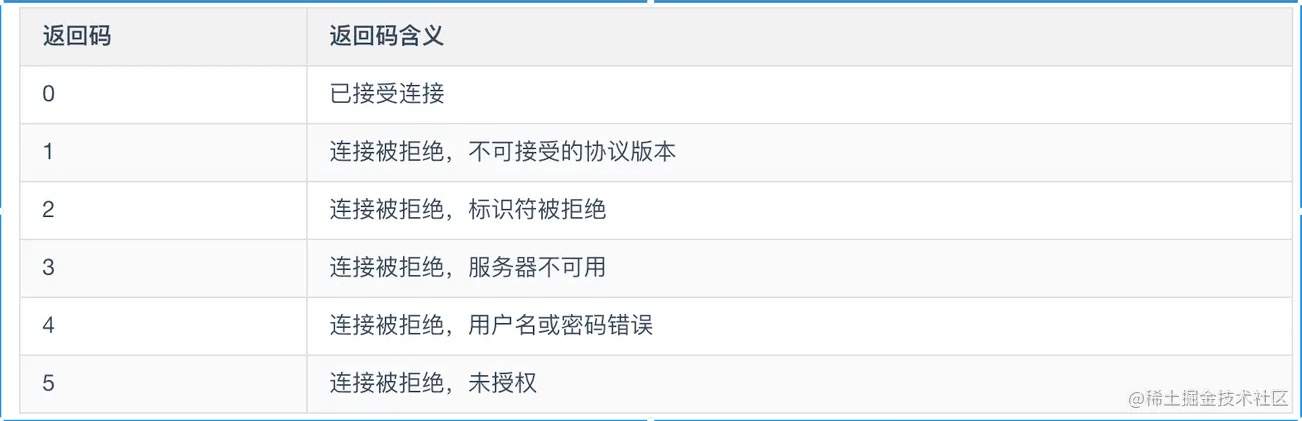 返回码 返回码含义
0 已接受连接
1 连接被拒绝，不可接受的协议版本
2 连接被拒绝，标识符被拒绝
3 连接被拒绝，服务器不可用
4 连接被拒绝，用户名或密码错误
5 连接被拒绝，未授权
@稀土掘金技术社区